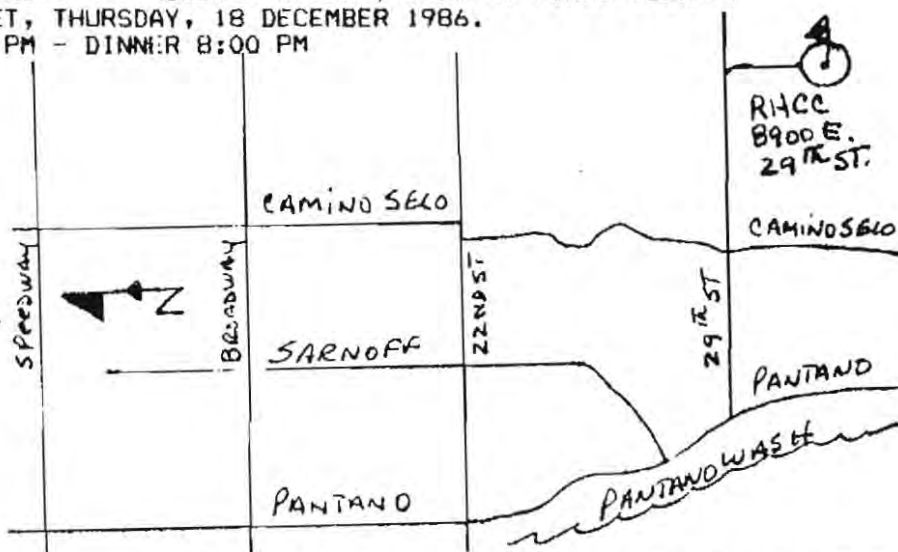 ET, THURSDAY, 18 DECEMBER 1986.
PM - DINNER 8:00 PM
RHCC
8900 E.
29TH ST.
CAMINO SECO
CAMINO SECO
SPEEDWAY
BROADWAY
22ND ST
29TH ST
N
SARNOFF
PANTANO
PANTANO WASH
PANTANO